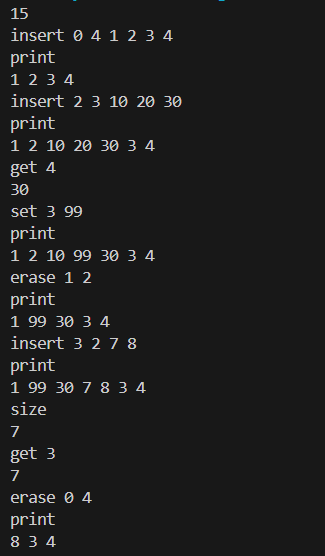 15
insert 0 4 1 2 3 4
print
1 2 3 4
insert 2 3 10 20 30
print
1 2 10 20 30 3 4
get 4
30
set 3 99
print
1 2 10 99 30 3 4
erase 1 2
print
1 99 30 3 4
insert 3 2 7 8
print
1 99 30 7 8 3 4
size
7
get 3
7
erase 0 4
print
8 3 4